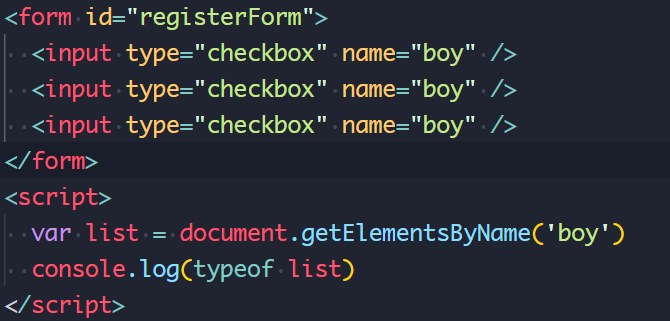 <form id="registerForm">
  <input type="checkbox" name="boy" />
  <input type="checkbox" name="boy" />
  <input type="checkbox" name="boy" />
</form>
<script>
  var list = document.getElementsByName('boy')
  console.log(typeof list)
</script>